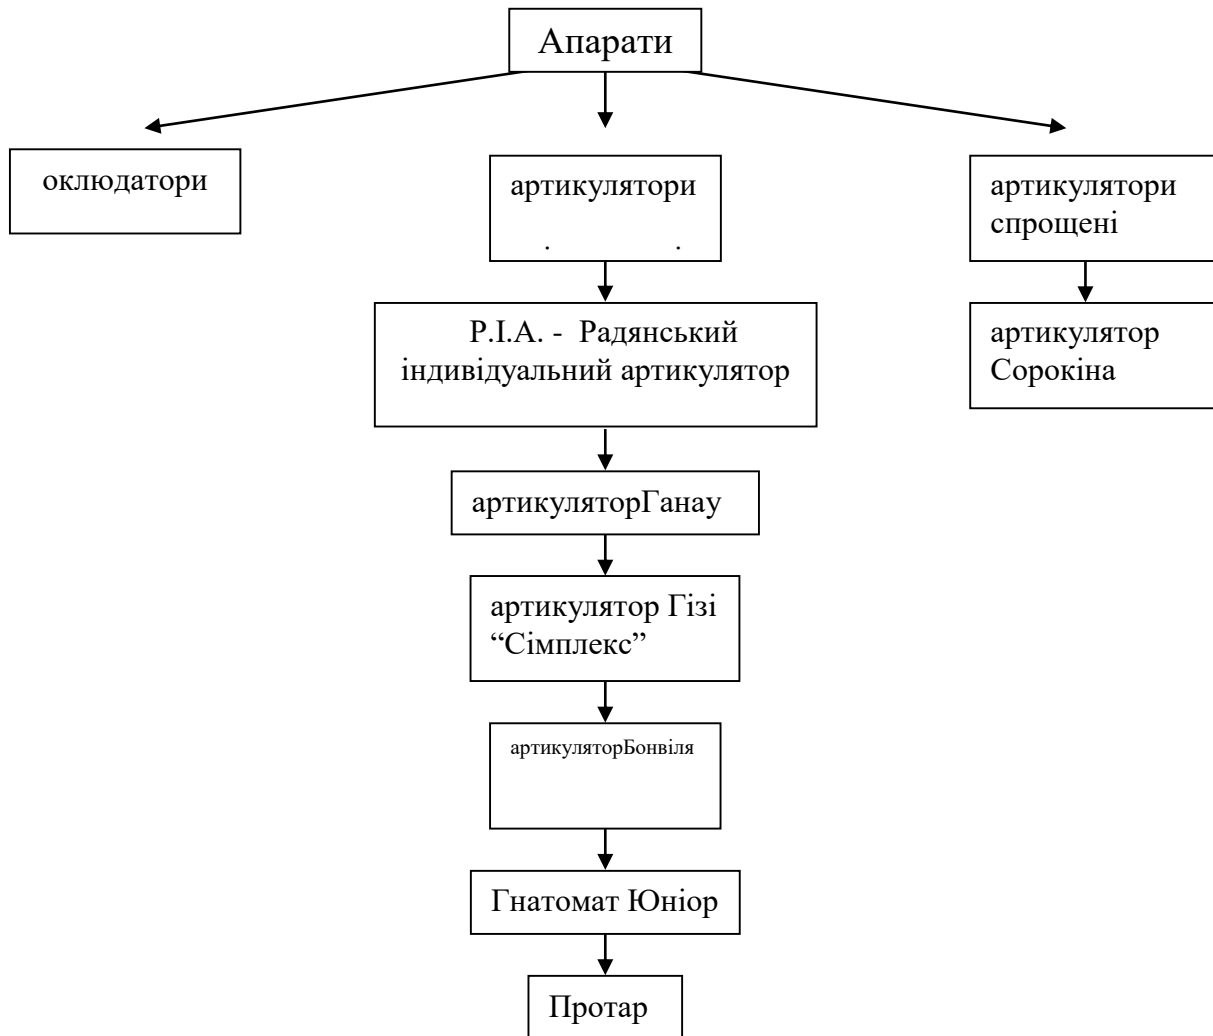 Апарати
оклюдатори
артикулятори
. .
артикулятори
спрощені
Р.І.А. - Радянський
індивідуальний артикулятор
артикулятор
Сорокіна
артикуляторГанау
артикулятор Гізі
“Сімплекс”
артикуляторБонвіля
Гнатомат Юніор
Протар